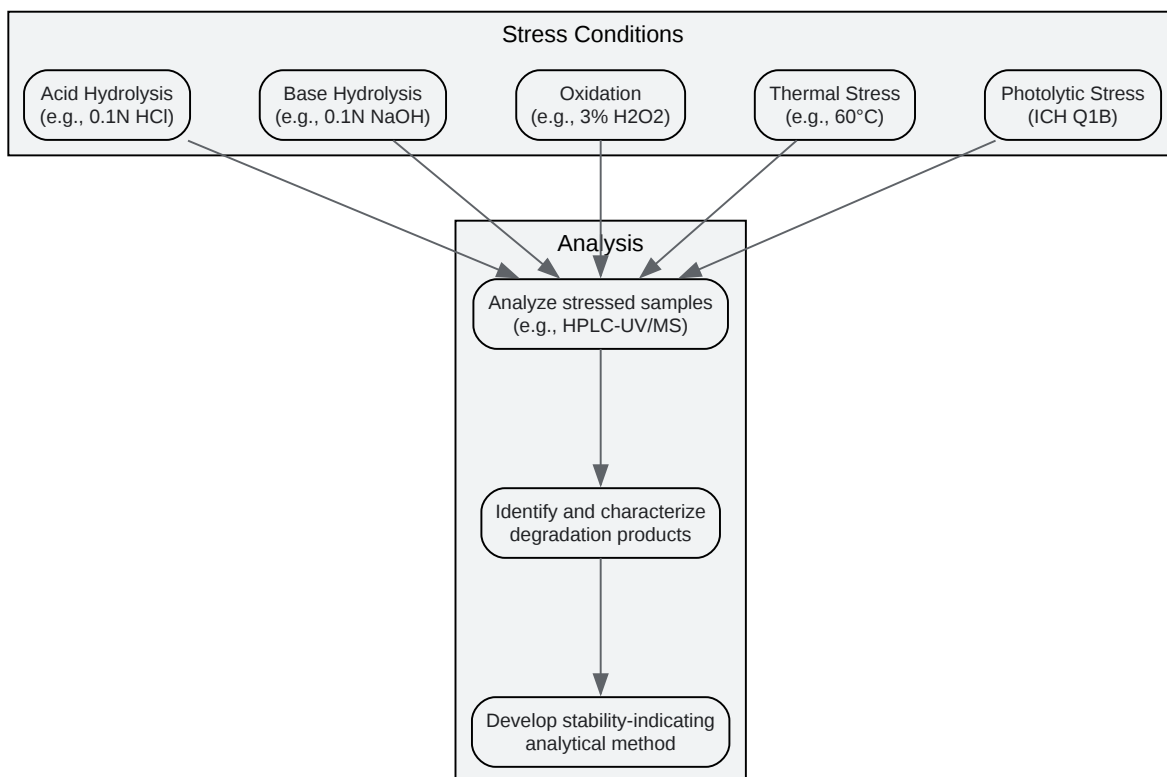 Stress Conditions
Acid Hydrolysis
(e.g., 0.1N HCl)
Base Hydrolysis
(e.g., 0.1N NaOH)
Oxidation
(e.g., 3% H2O2)
Thermal Stress
(e.g., 60°C)
Photolytic Stress
(ICH Q1B)
Analysis
Analyze stressed samples
(e.g., HPLC-UV/MS)
Identify and characterize
degradation products
Develop stability-indicating
analytical method